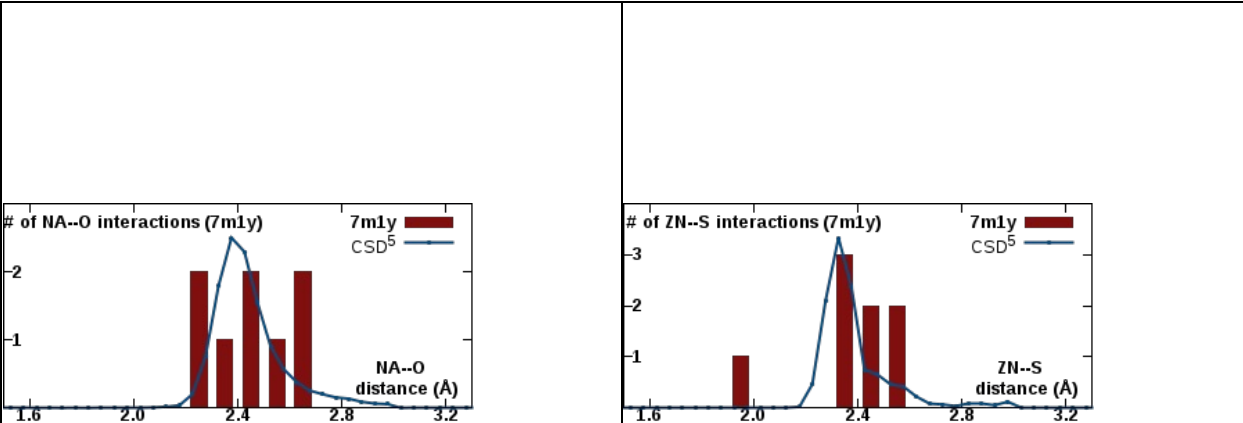 # of NA--O interactions (7m1y)
7m1y
CSD5
2
1
NA--O
distance (Å)
1.6 2.0 2.4 2.8 3.2
# of ZN--S interactions (7m1y)
7m1y
CSD5
3
2
1
ZN--S
distance (Å)
1.6 2.0 2.4 2.8 3.2